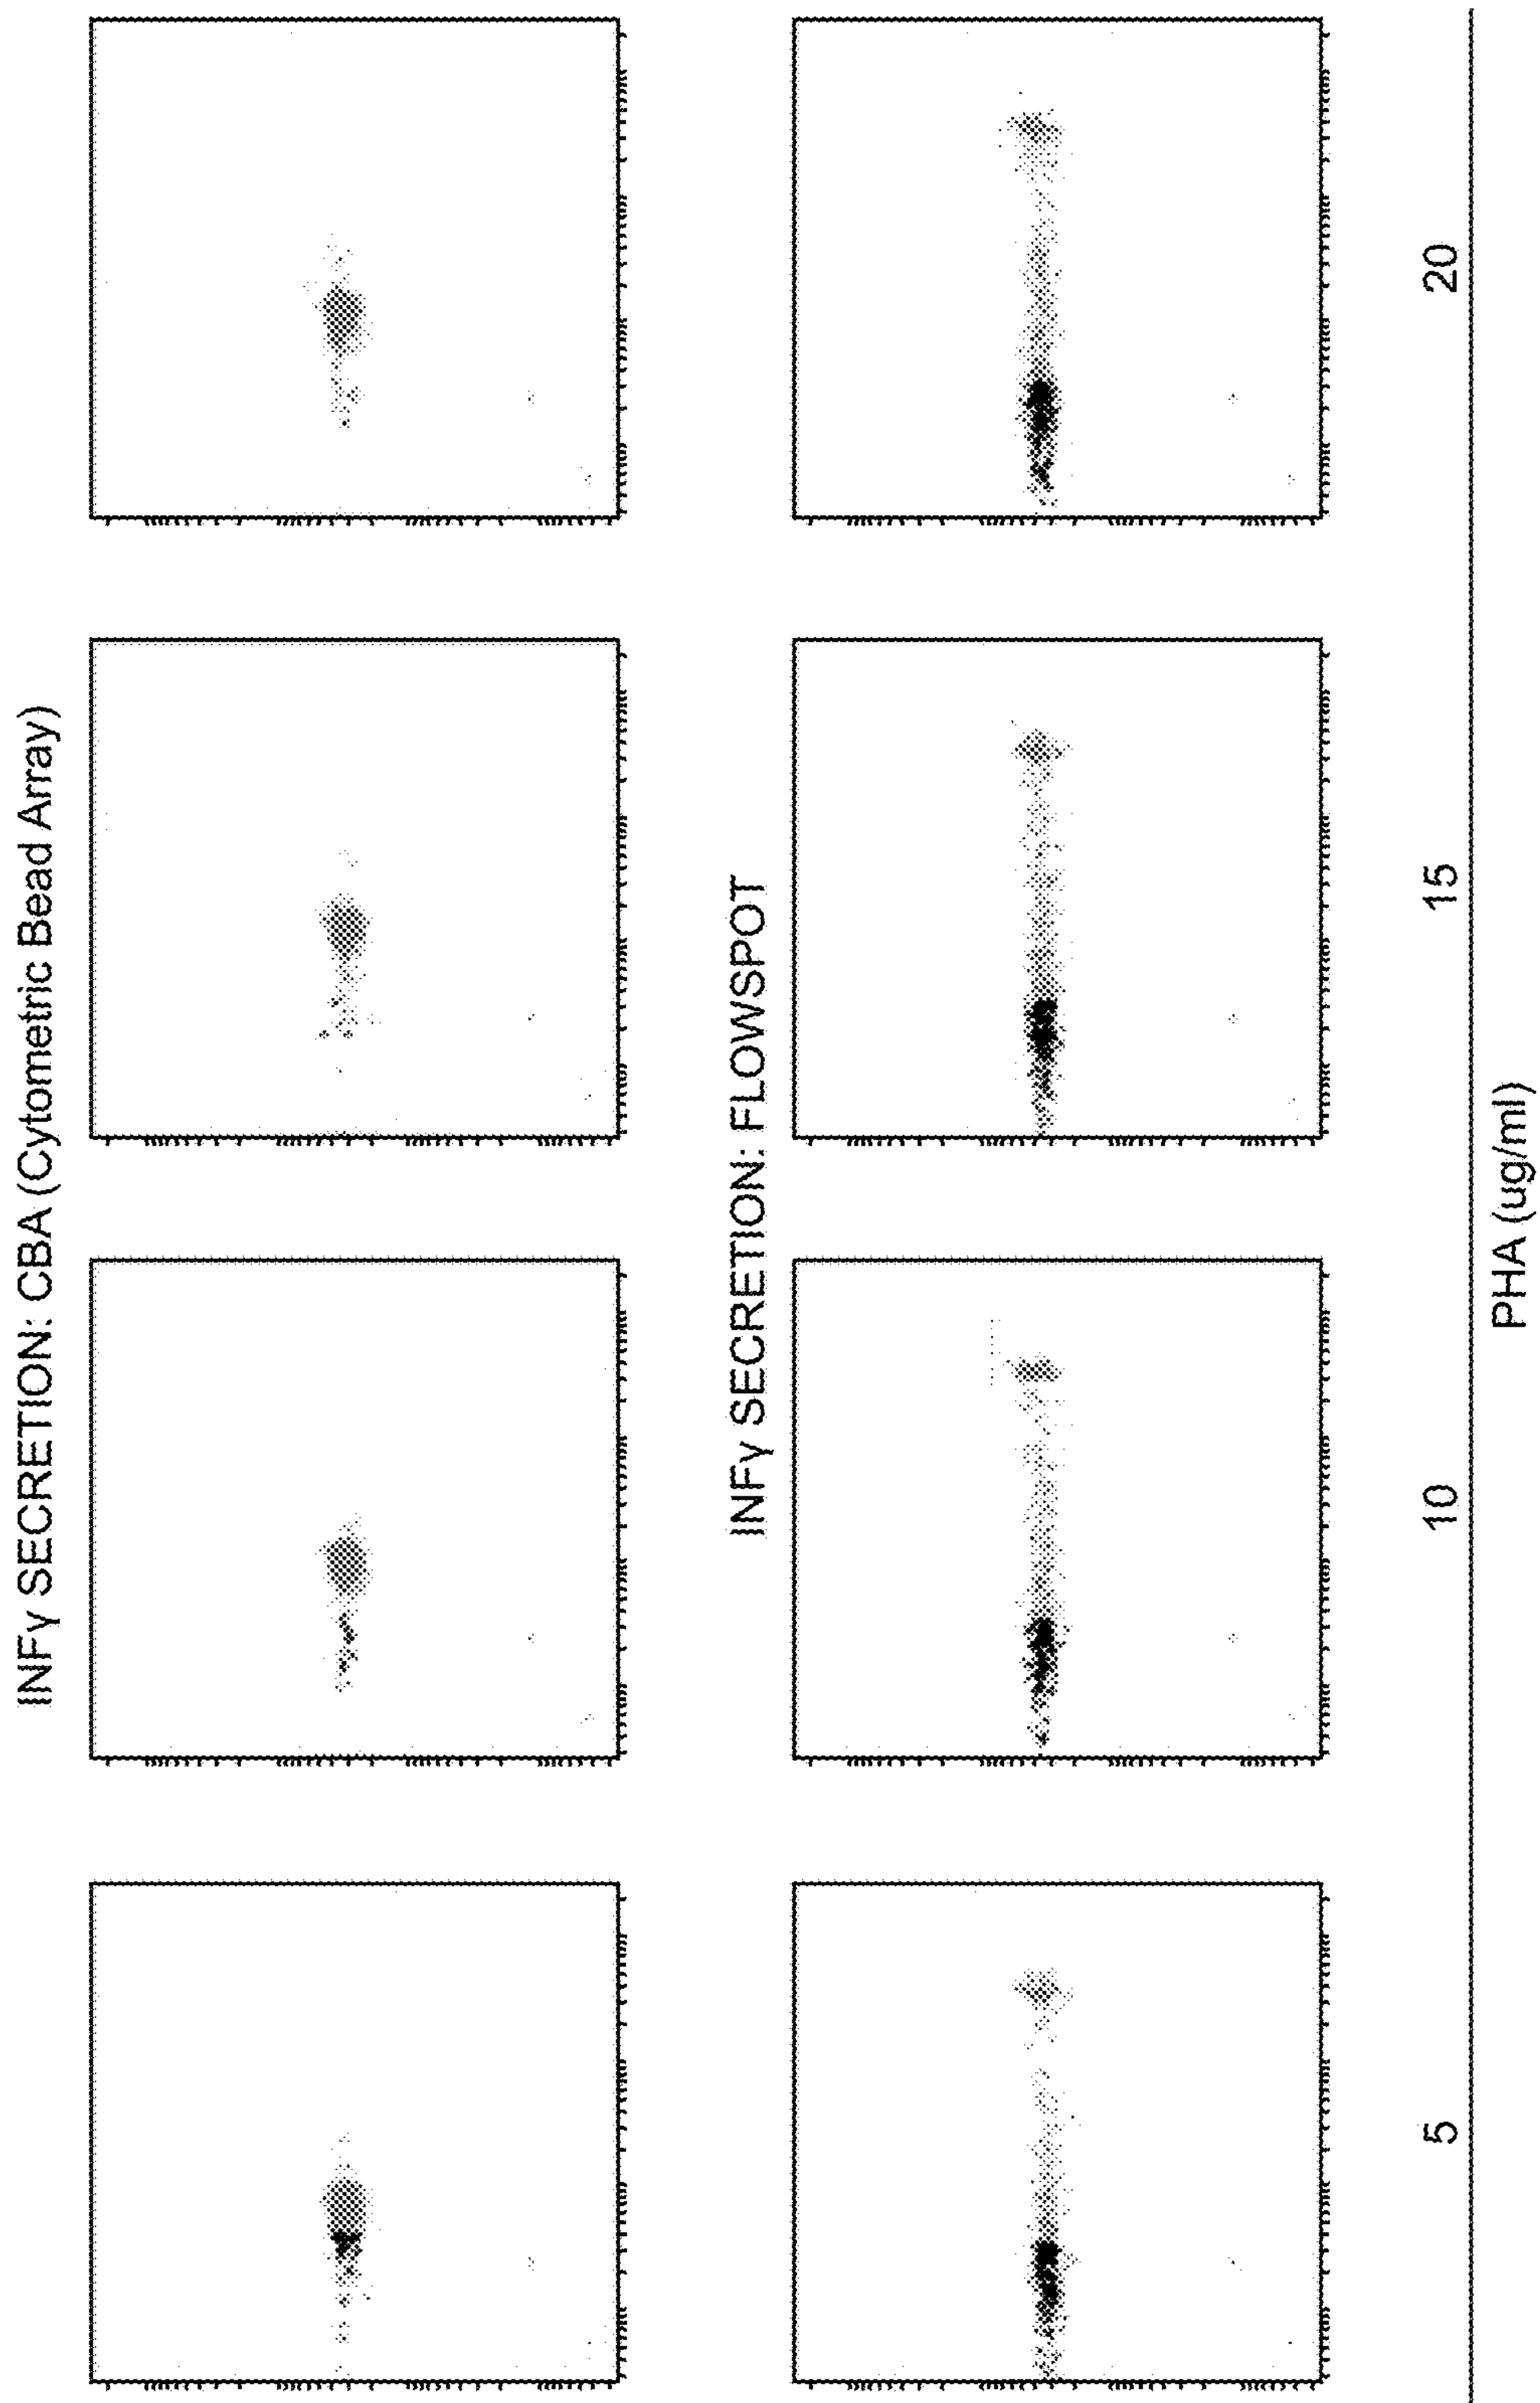 INFγ SECRETION: CBA (Cytometric Bead Array)
INFγ SECRETION: FLOWSPOT
5 10 15 20
PHA (ug/ml)